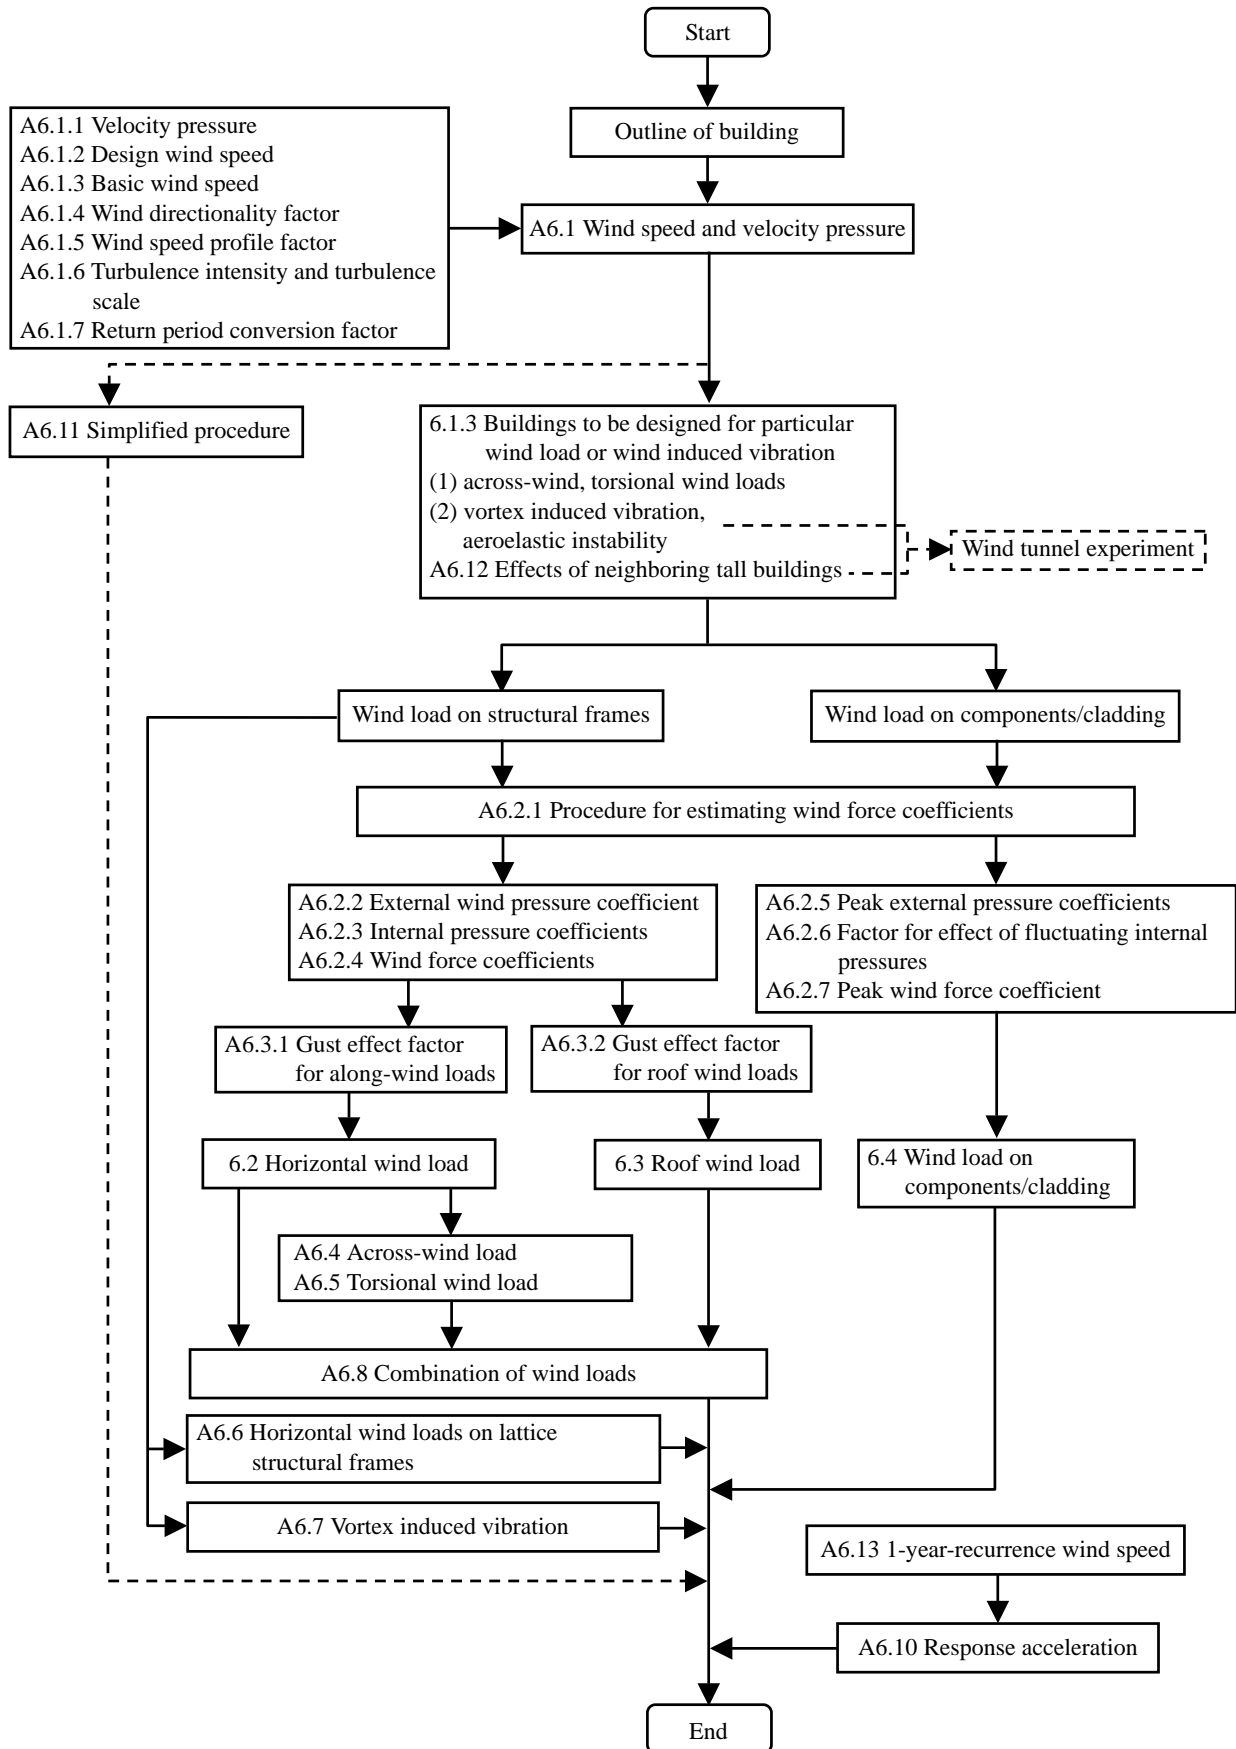 Start
Outline of building
A6.1.1 Velocity pressure
A6.1.2 Design wind speed
A6.1.3 Basic wind speed
A6.1.4 Wind directionality factor
A6.1.5 Wind speed profile factor
A6.1.6 Turbulence intensity and turbulence
scale
A6.1.7 Return period conversion factor
A6.1 Wind speed and velocity pressure
A6.11 Simplified procedure
6.1.3 Buildings to be designed for particular
wind load or wind induced vibration
(1) across-wind, torsional wind loads
(2) vortex induced vibration,
aeroelastic instability
A6.12 Effects of neighboring tall buildings
Wind tunnel experiment
Wind load on structural frames
Wind load on components/cladding
A6.2.1 Procedure for estimating wind force coefficients
A6.2.2 External wind pressure coefficient
A6.2.3 Internal pressure coefficients
A6.2.4 Wind force coefficients
A6.2.5 Peak external pressure coefficients
A6.2.6 Factor for effect of fluctuating internal
pressures
A6.2.7 Peak wind force coefficient
A6.3.1 Gust effect factor
for along-wind loads
A6.3.2 Gust effect factor
for roof wind loads
6.2 Horizontal wind load
6.3 Roof wind load
6.4 Wind load on
components/cladding
A6.4 Across-wind load
A6.5 Torsional wind load
A6.8 Combination of wind loads
A6.6 Horizontal wind loads on lattice
structural frames
A6.7 Vortex induced vibration
A6.13 1-year-recurrence wind speed
A6.10 Response acceleration
End